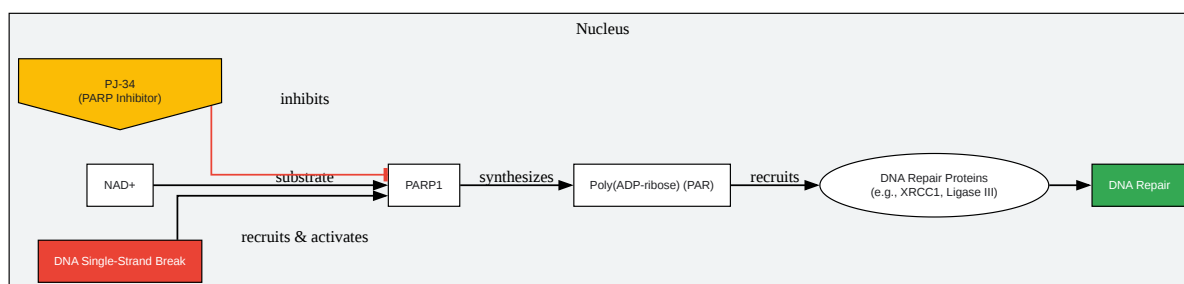 Nucleus
PJ-34
(PARP Inhibitor)
inhibits
NAD+
substrate
PARP1
synthesizes
Poly(ADP-ribose) (PAR)
recruits
DNA Repair Proteins
(e.g., XRCC1, Ligase III)
DNA Repair
recruits & activates
DNA Single-Strand Break